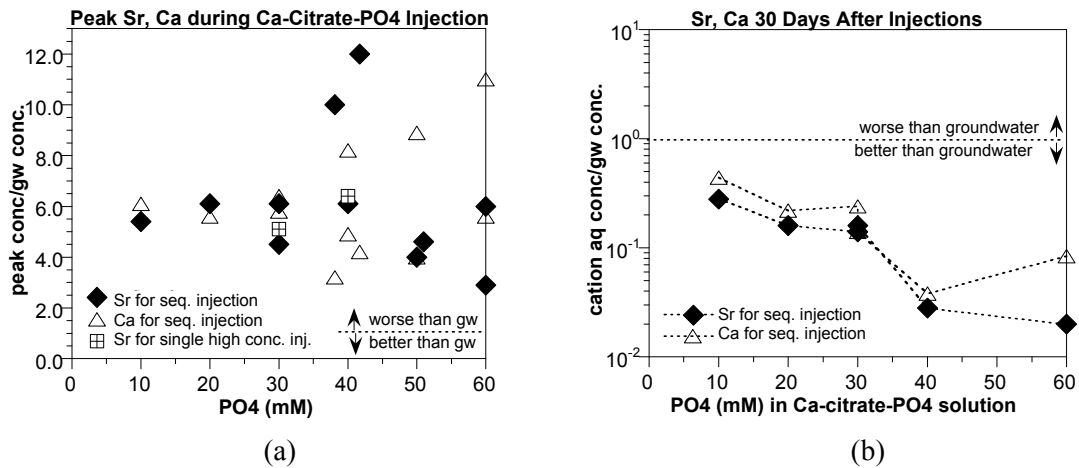 Peak Sr, Ca during Ca-Citrate-PO4 Injection
peak conc/gw conc.
12.0
10.0
8.0
6.0
4.0
2.0
0.0
Sr for seq. injection
Ca for seq. injection
Sr for single high conc. inj.
worse than gw
better than gw
0 10 20 30 40 50 60
PO4 (mM)
(a)
Sr, Ca 30 Days After Injections
cation aq conc/gw conc.
10^1
10^0
10^-1
10^-2
worse than groundwater
better than groundwater
Sr for seq. injection
Ca for seq. injection
0 10 20 30 40 50 60
PO4 (mM) in Ca-citrate-PO4 solution
(b)